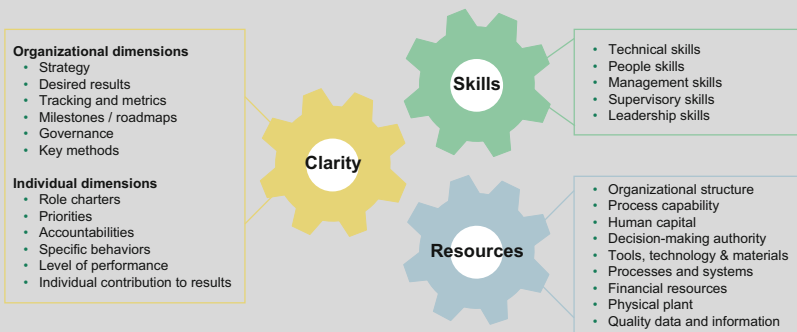 Organizational dimensions
• Strategy
• Desired results
• Tracking and metrics
• Milestones / roadmaps
• Governance
• Key methods
Individual dimensions
• Role charters
• Priorities
• Accountabilities
• Specific behaviors
• Level of performance
• Individual contribution to results
Clarity
Skills
• Technical skills
• People skills
• Management skills
• Supervisory skills
• Leadership skills
Resources
• Organizational structure
• Process capability
• Human capital
• Decision-making authority
• Tools, technology & materials
• Processes and systems
• Financial resources
• Physical plant
• Quality data and information